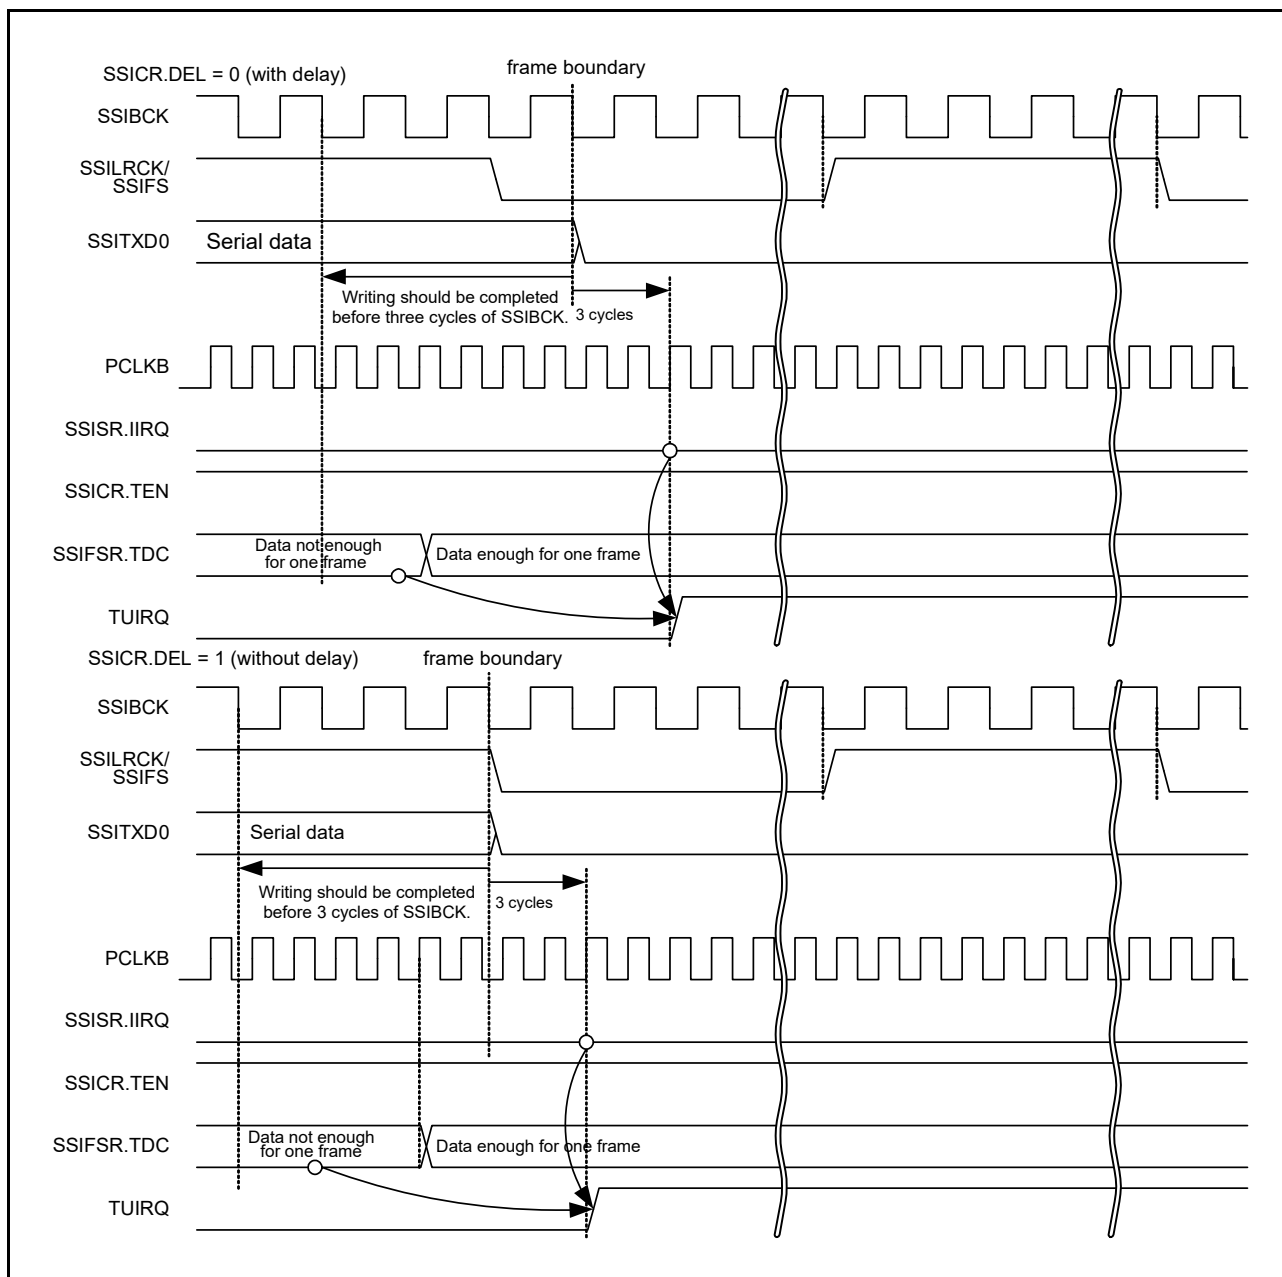 SSICR.DEL = 0 (with delay)
frame boundary
SSIBCK
SSILRCK/
SSIFS
SSITXD0
Serial data
Writing should be completed
before three cycles of SSIBCK.
3 cycles
PCLKB
SSISR.IIRQ
SSICR.TEN
SSIFSR.TDC
Data not enough
for one frame
Data enough for one frame
TUIRQ
SSICR.DEL = 1 (without delay)
frame boundary
SSIBCK
SSILRCK/
SSIFS
SSITXD0
Serial data
Writing should be completed
before 3 cycles of SSIBCK.
3 cycles
PCLKB
SSISR.IIRQ
SSICR.TEN
SSIFSR.TDC
Data not enough
for one frame
Data enough for one frame
TUIRQ